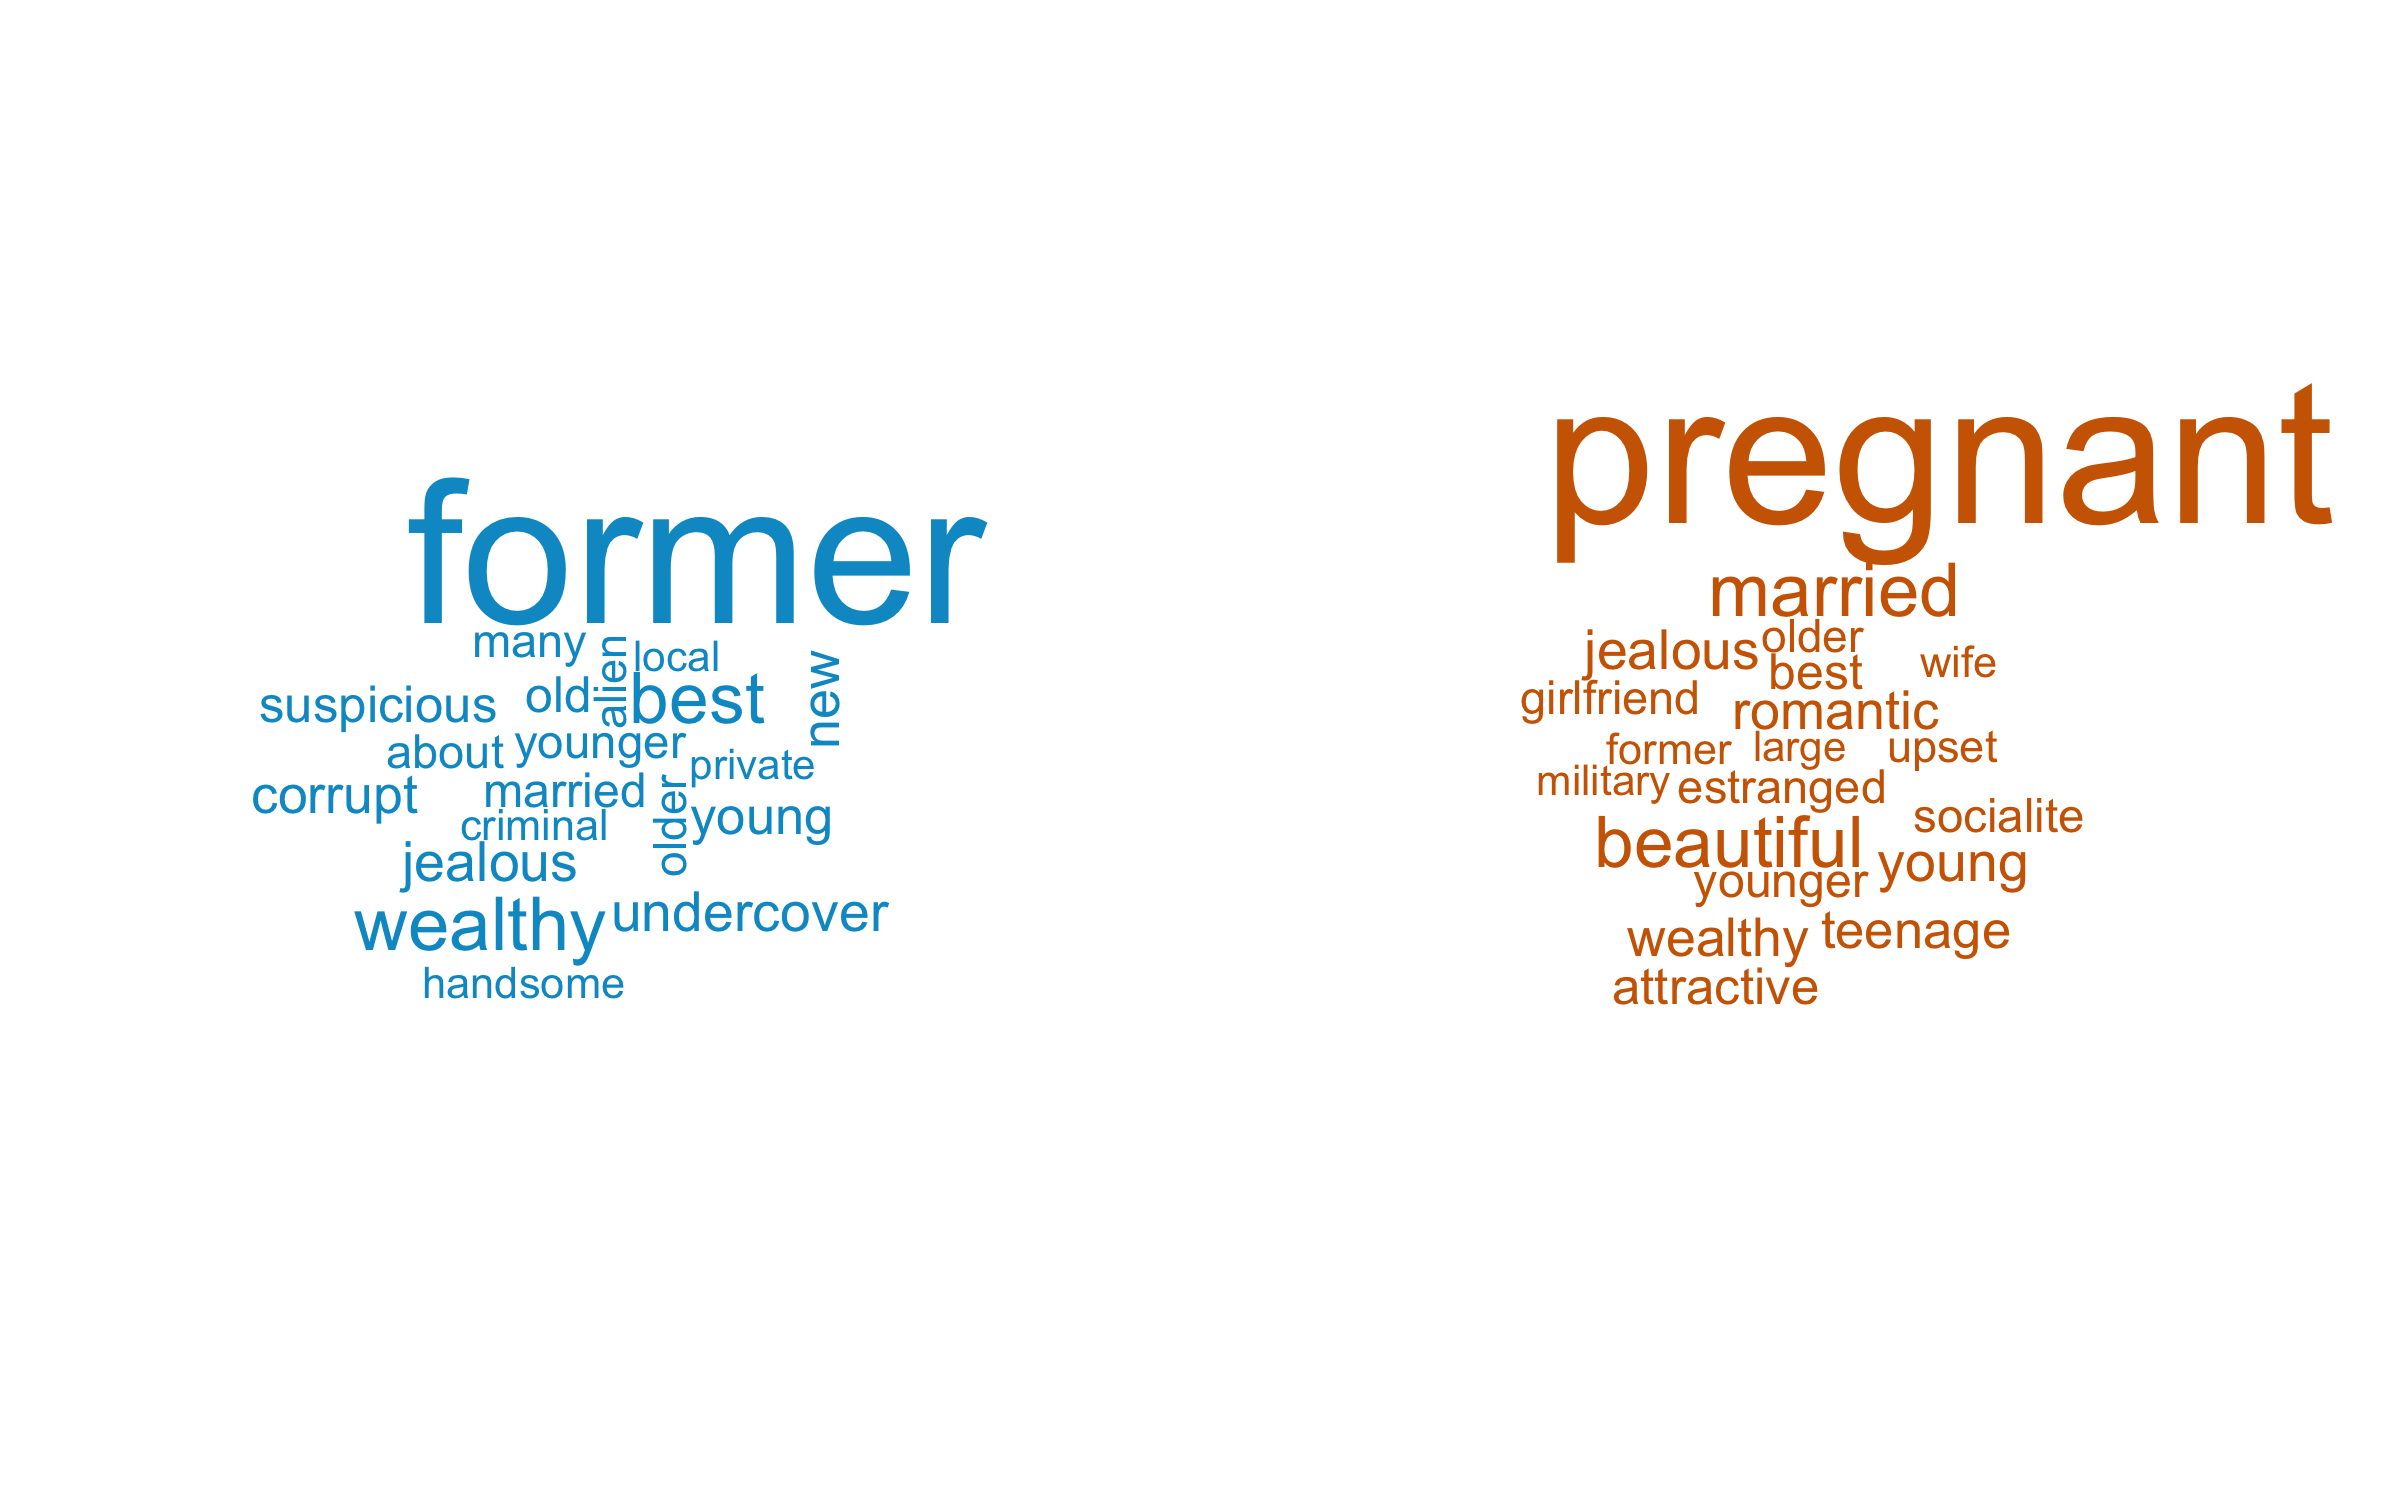 former
many
alien
local
new
suspicious
old
best
about
younger
private
corrupt
married
older
young
criminal
jealous
wealthy
undercover
handsome
pregnant
married
jealous
older
wife
best
girlfriend
romantic
former
large
upset
military
estranged
socialite
beautiful
young
younger
wealthy
teenage
attractive